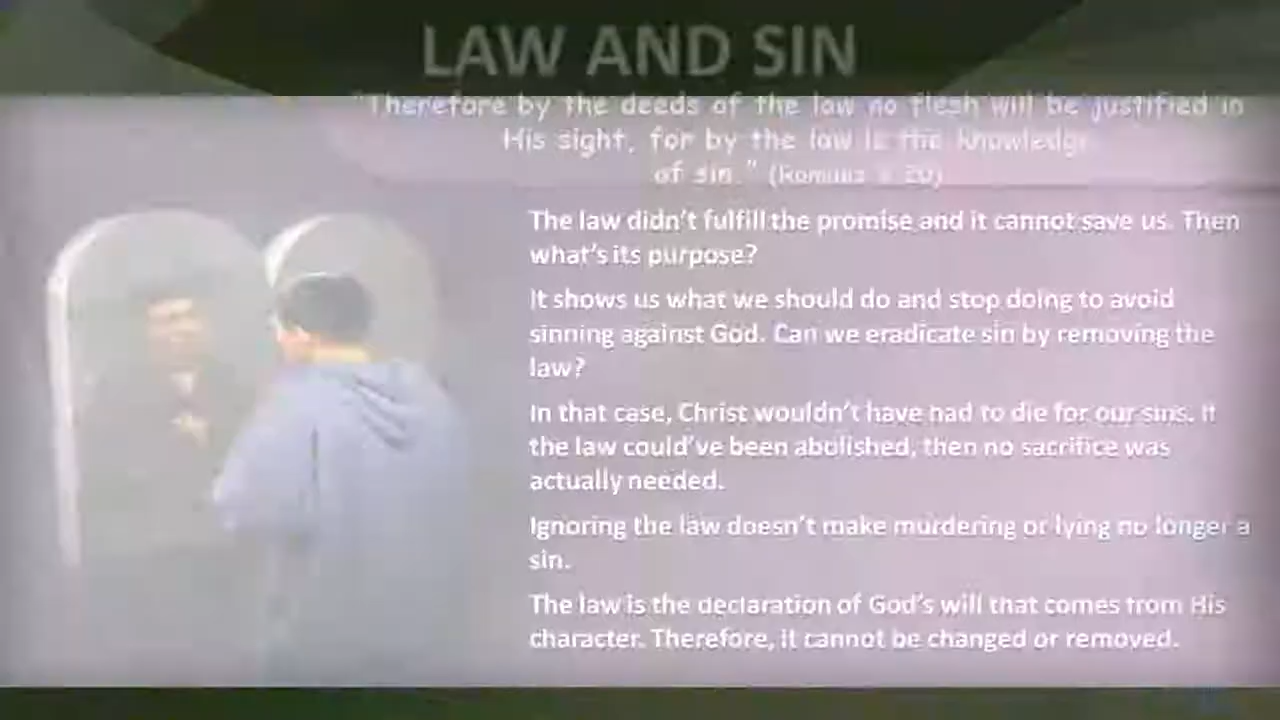 LAW AND SIN
"Therefore by the deeds of the law no flesh will be justified in
His sight, for by the law is the knowledge
of sin." (Romans 3:20)
The law didn't fulfill the promise and it cannot save us. Then
what's its purpose?
It shows us what we should do and stop doing to avoid
sinning against God. Can we eradicate sin by removing the
law?
In that case, Christ wouldn't have had to die for our sins. If
the law could've been abolished, then no sacrifice was
actually needed.
Ignoring the law doesn't make murdering or lying no longer a
sin.
The law is the declaration of God's will that comes from His
character. Therefore, it cannot be changed or removed.